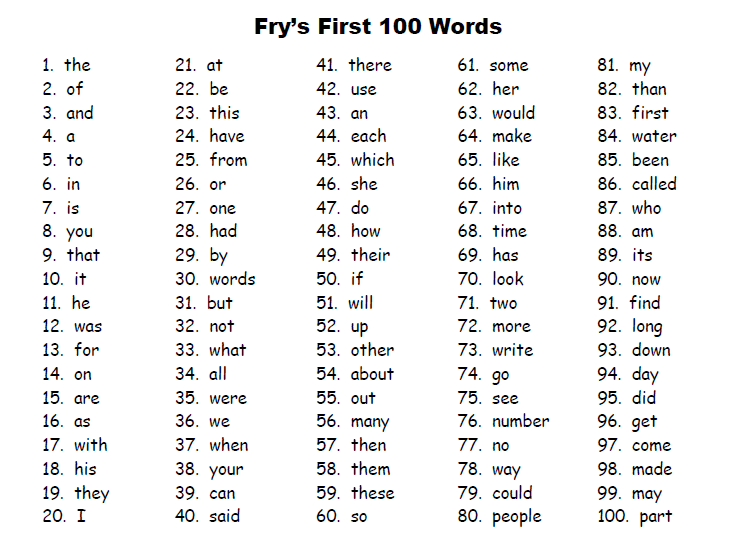 Fry's First 100 Words
1. the
2. of
3. and
4. a
5. to
6. in
7. is
8. you
9. that
10. it
11. he
12. was
13. for
14. on
15. are
16. as
17. with
18. his
19. they
20. I
21. at
22. be
23. this
24. have
25. from
26. or
27. one
28. had
29. by
30. words
31. but
32. not
33. what
34. all
35. were
36. we
37. when
38. your
39. can
40. said
41. there
42. use
43. an
44. each
45. which
46. she
47. do
48. how
49. their
50. if
51. will
52. up
53. other
54. about
55. out
56. many
57. then
58. them
59. these
60. so
61. some
62. her
63. would
64. make
65. like
66. him
67. into
68. time
69. has
70. look
71. two
72. more
73. write
74. go
75. see
76. number
77. no
78. way
79. could
80. people
81. my
82. than
83. first
84. water
85. been
86. called
87. who
88. am
89. its
90. now
91. find
92. long
93. down
94. day
95. did
96. get
97. come
98. made
99. may
100. part